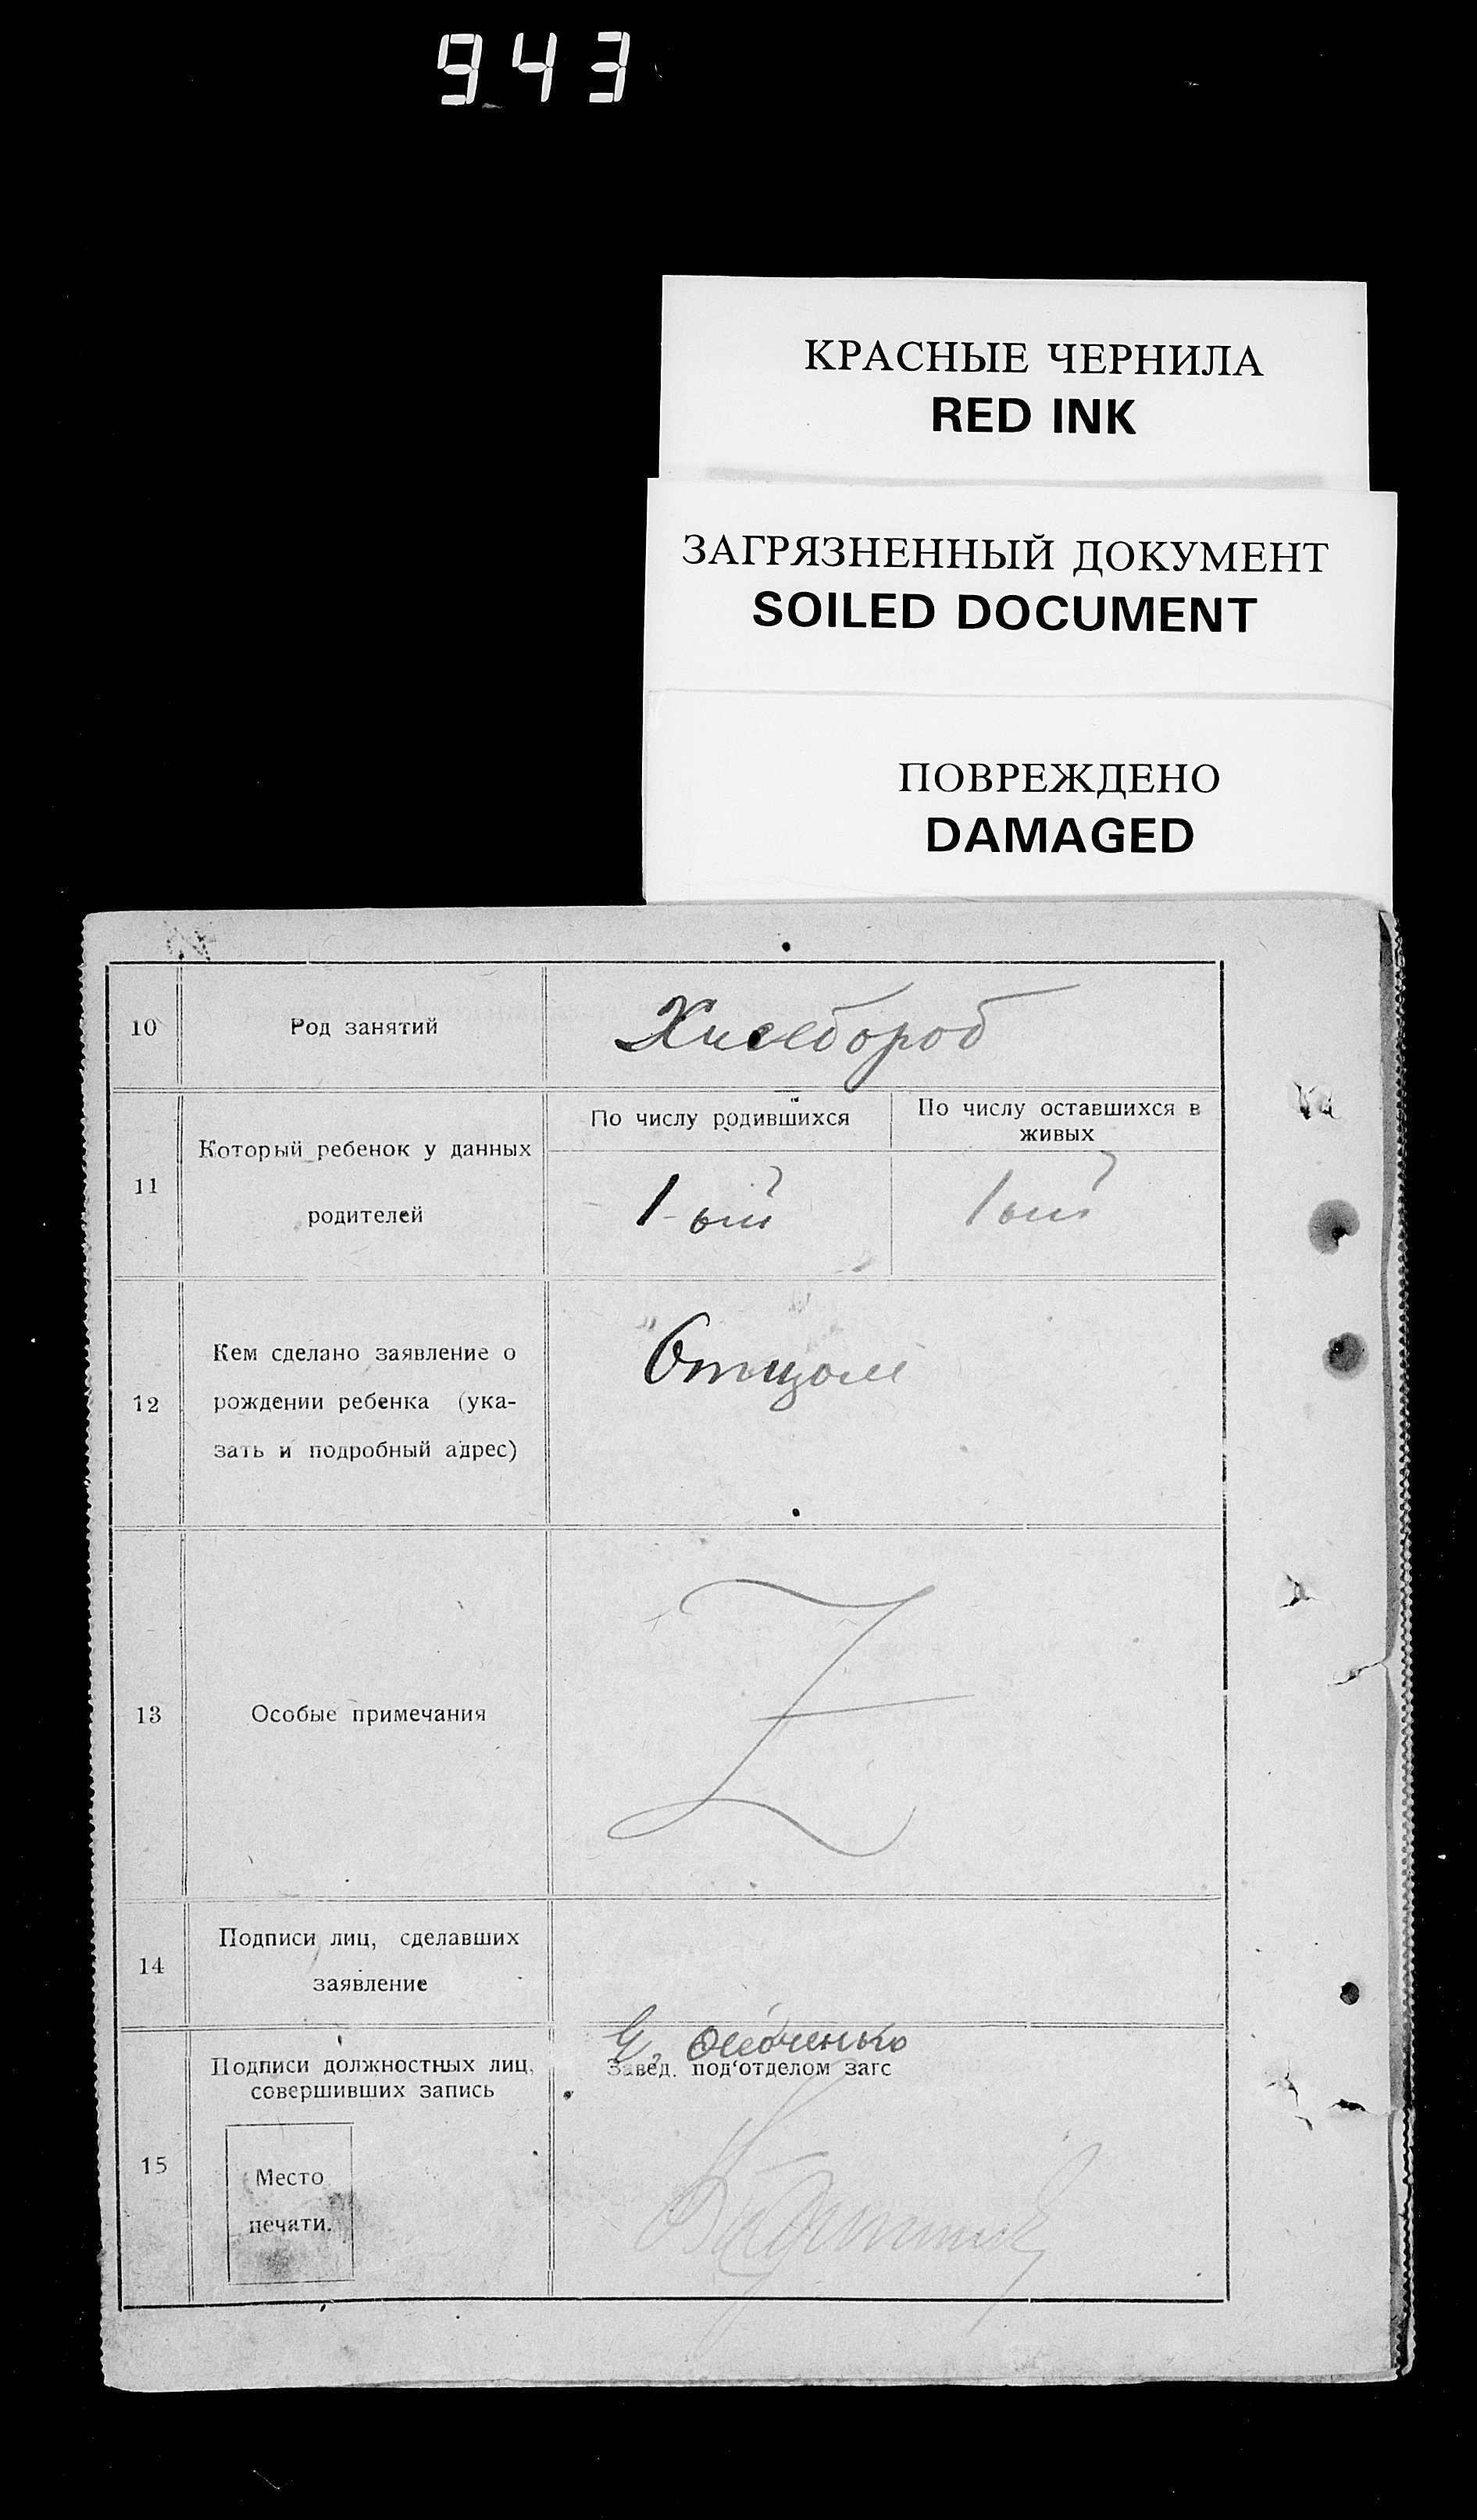 943
КРАСНЫЕ ЧЕРНИЛА
RED INK
ЗАГРЯЗНЕННЫЙ ДОКУМЕНТ
SOILED DOCUMENT
ПОВРЕЖДЕНО
DAMAGED
10
Род занятий
Хлебороб
11
Который ребенок у данных
родителей
По числу родившихся
1-ый
По числу оставшихся в
живых
1ый
12
Кем сделано заявление о
рождении ребенка (ука-
зать и подробный адрес)
Отцом
13
Особые примечания
Z
14
Подписи лиц, сделавших
заявление
15
Подписи должностных лиц,
совершивших запись
Место
печати.
Завед. под'отделом загс